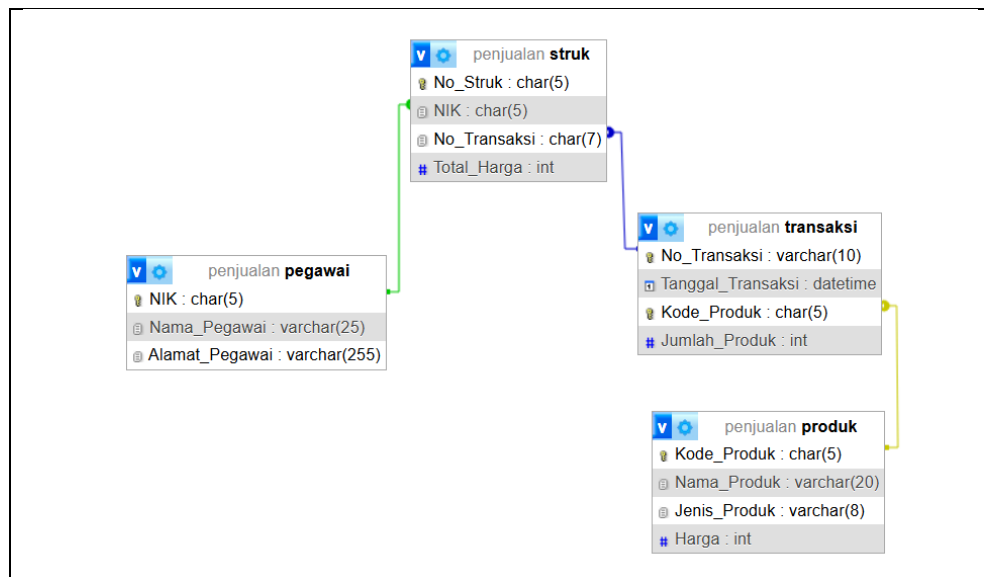 V penjualan struk
No_Struk : char(5)
NIK : char(5)
No_Transaksi : char(7)
# Total_Harga : int
V penjualan transaksi
No_Transaksi : varchar(10)
Tanggal_Transaksi : datetime
Kode_Produk : char(5)
# Jumlah_Produk : int
V penjualan pegawai
NIK : char(5)
Nama_Pegawai : varchar(25)
Alamat_Pegawai : varchar(255)
V penjualan produk
Kode_Produk : char(5)
Nama_Produk : varchar(20)
Jenis_Produk : varchar(8)
# Harga : int